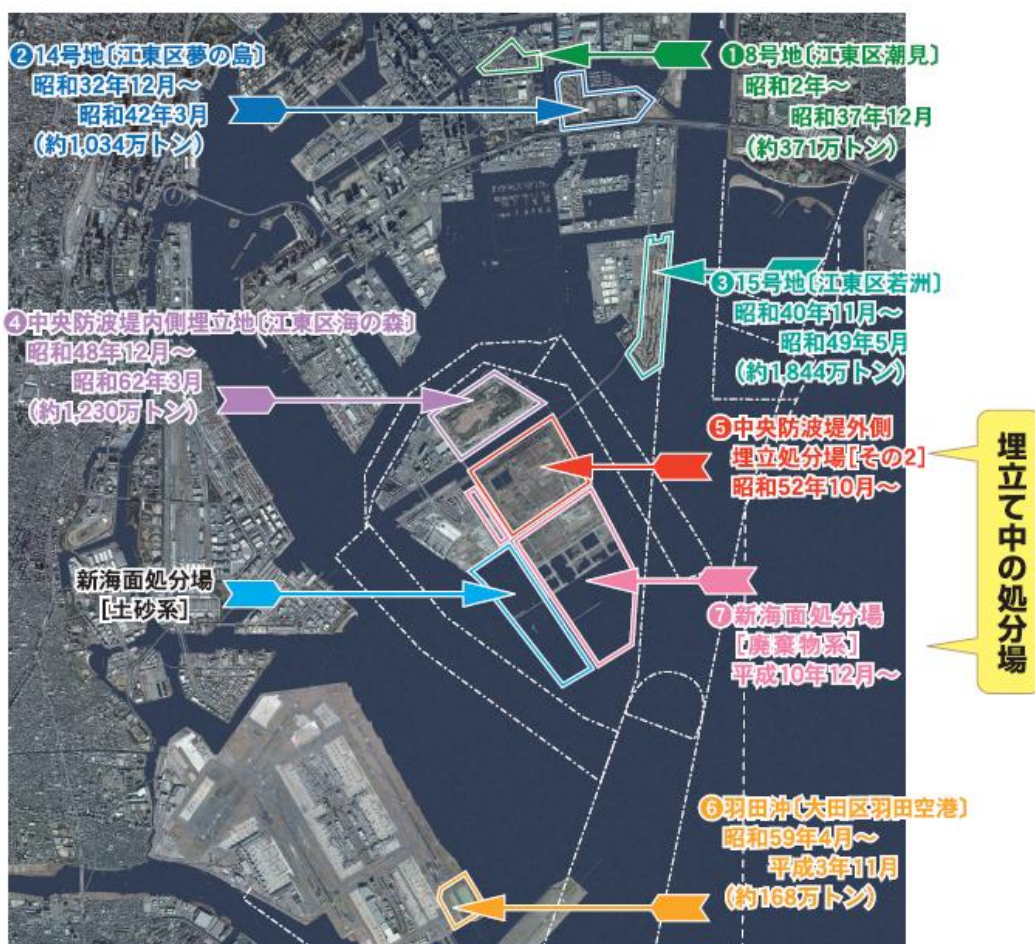 ❶8号地〔江東区潮見〕
昭和2年～
昭和37年12月
(約371万トン)
❷14号地〔江東区夢の島〕
昭和32年12月～
昭和42年3月
(約1,034万トン)
❸15号地〔江東区若洲〕
昭和40年11月～
昭和49年5月
(約1,844万トン)
❹中央防波堤内側埋立地〔江東区海の森〕
昭和48年12月～
昭和62年3月
(約1,230万トン)
❺中央防波堤外側
埋立処分場[その2]
昭和52年10月～
新海面処分場
[土砂系]
❼新海面処分場
[廃棄物系]
平成10年12月～
埋立て中の処分場
❻羽田沖〔大田区羽田空港〕
昭和59年4月～
平成3年11月
(約168万トン)